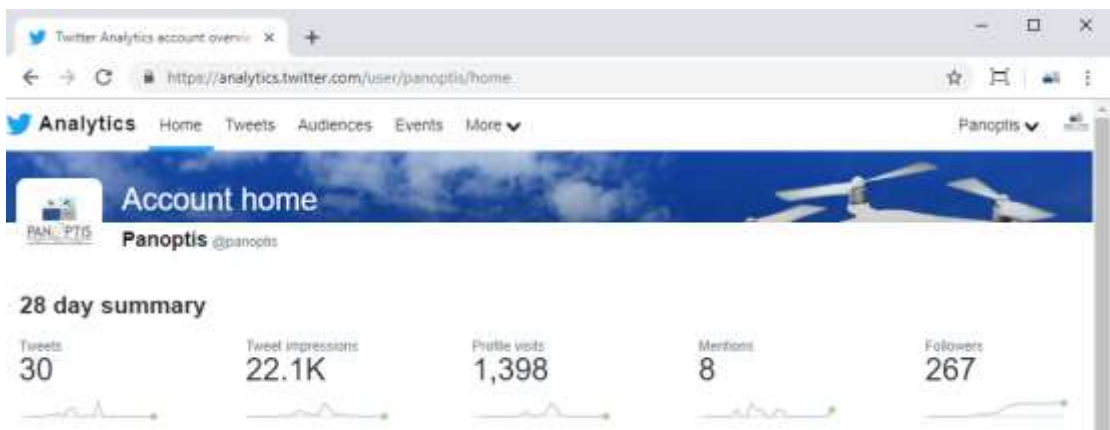 Twitter Analytics account overvie
https://analytics.twitter.com/user/panoptis/home
Analytics Home Tweets Audiences Events More Panoptis
Account home
PANOPTIS
Panoptis @panoptis
28 day summary
Tweets Tweet impressions Profile visits Mentions Followers
30 22.1K 1,398 8 267